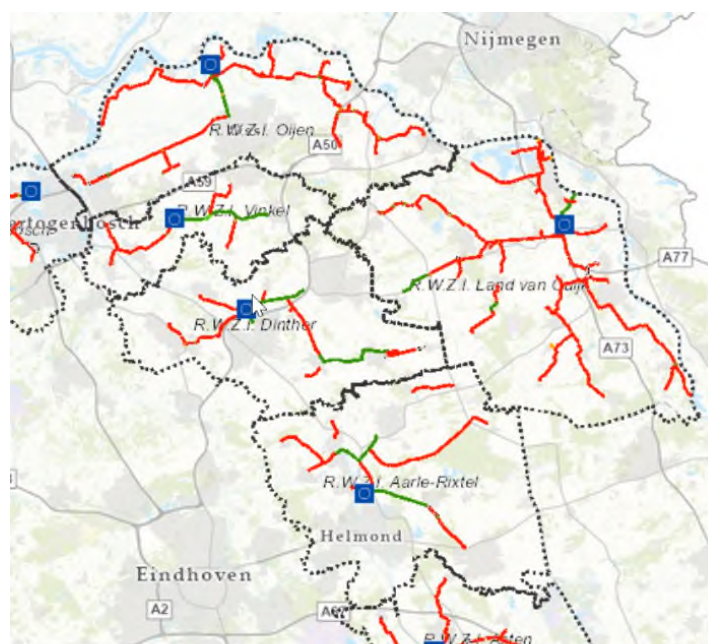 Nijmegen
R.W.Z.I. Oijen
A50
A59
R.W.Z.I. Vinkel
A77
R.W.Z.I. Land van Cuijk
R.W.Z.I. Dinther
A73
R.W.Z.I. Aarle-Rixtel
Helmond
Eindhoven
A2